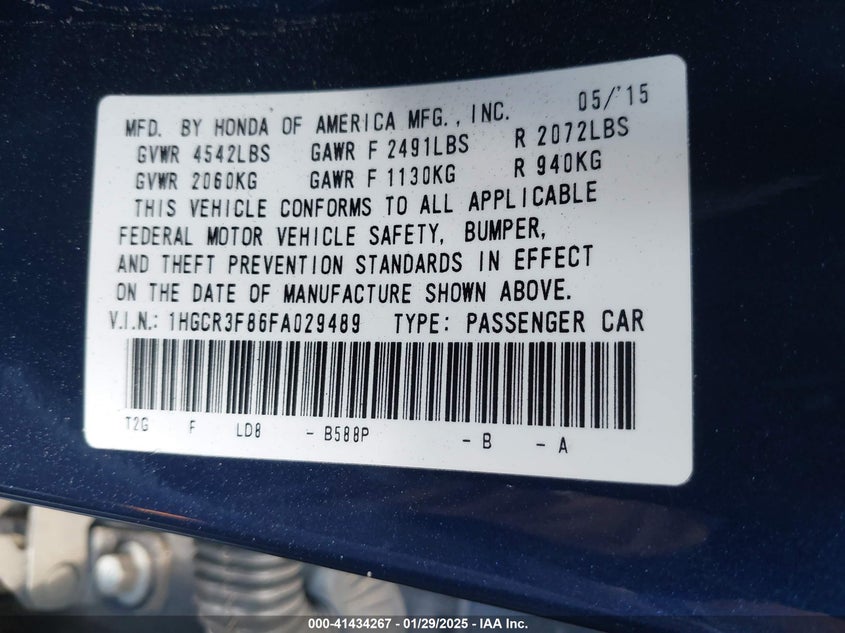 MFD. BY HONDA OF AMERICA MFG., INC. 05/'15
GVWR 4542LBS GAWR F 2491LBS R 2072LBS
GVWR 2060KG GAWR F 1130KG R 940KG
THIS VEHICLE CONFORMS TO ALL APPLICABLE
FEDERAL MOTOR VEHICLE SAFETY, BUMPER,
AND THEFT PREVENTION STANDARDS IN EFFECT
ON THE DATE OF MANUFACTURE SHOWN ABOVE.
V.I.N.: 1HGCR3F86FA029489 TYPE: PASSENGER CAR
T2G F LD8 - B588P - B - A
000-41434267 - 01/29/2025 - IAA Inc.